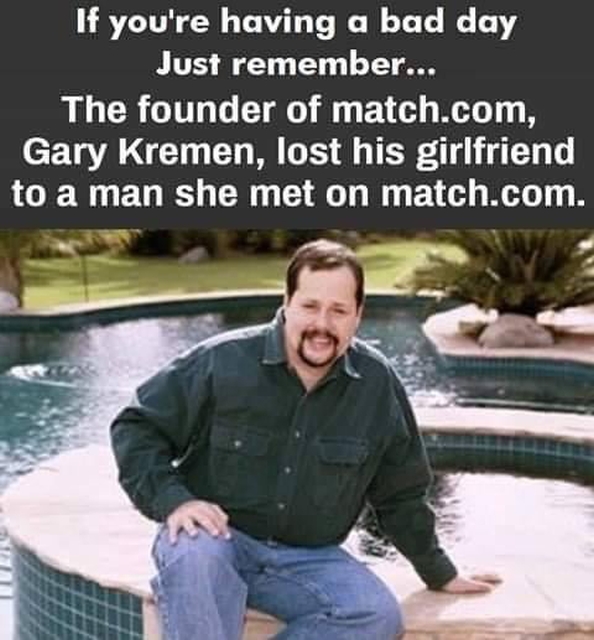 If you're having a bad day
Just remember...
The founder of match.com,
Gary Kremen, lost his girlfriend
to a man she met on match.com.